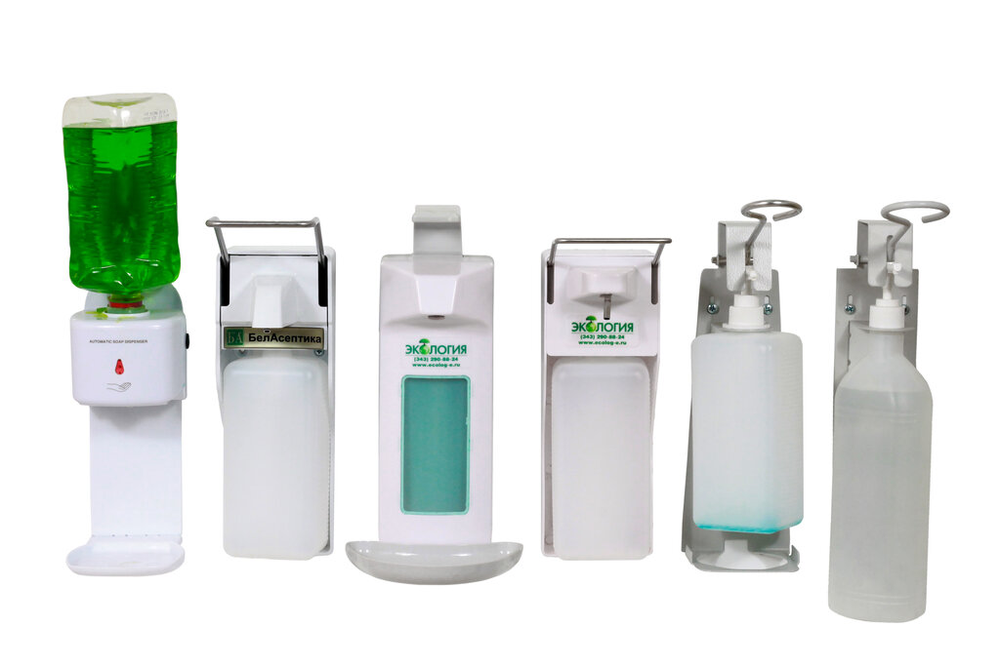 AUTOMATIC SOAP DISPENSER
БА БелАсептика
ЭКОЛОГИЯ
(343) 290-88-24
www.ecolog-e.ru
ЭКОЛОГИЯ
(343) 290-88-24
www.ecolog-e.ru